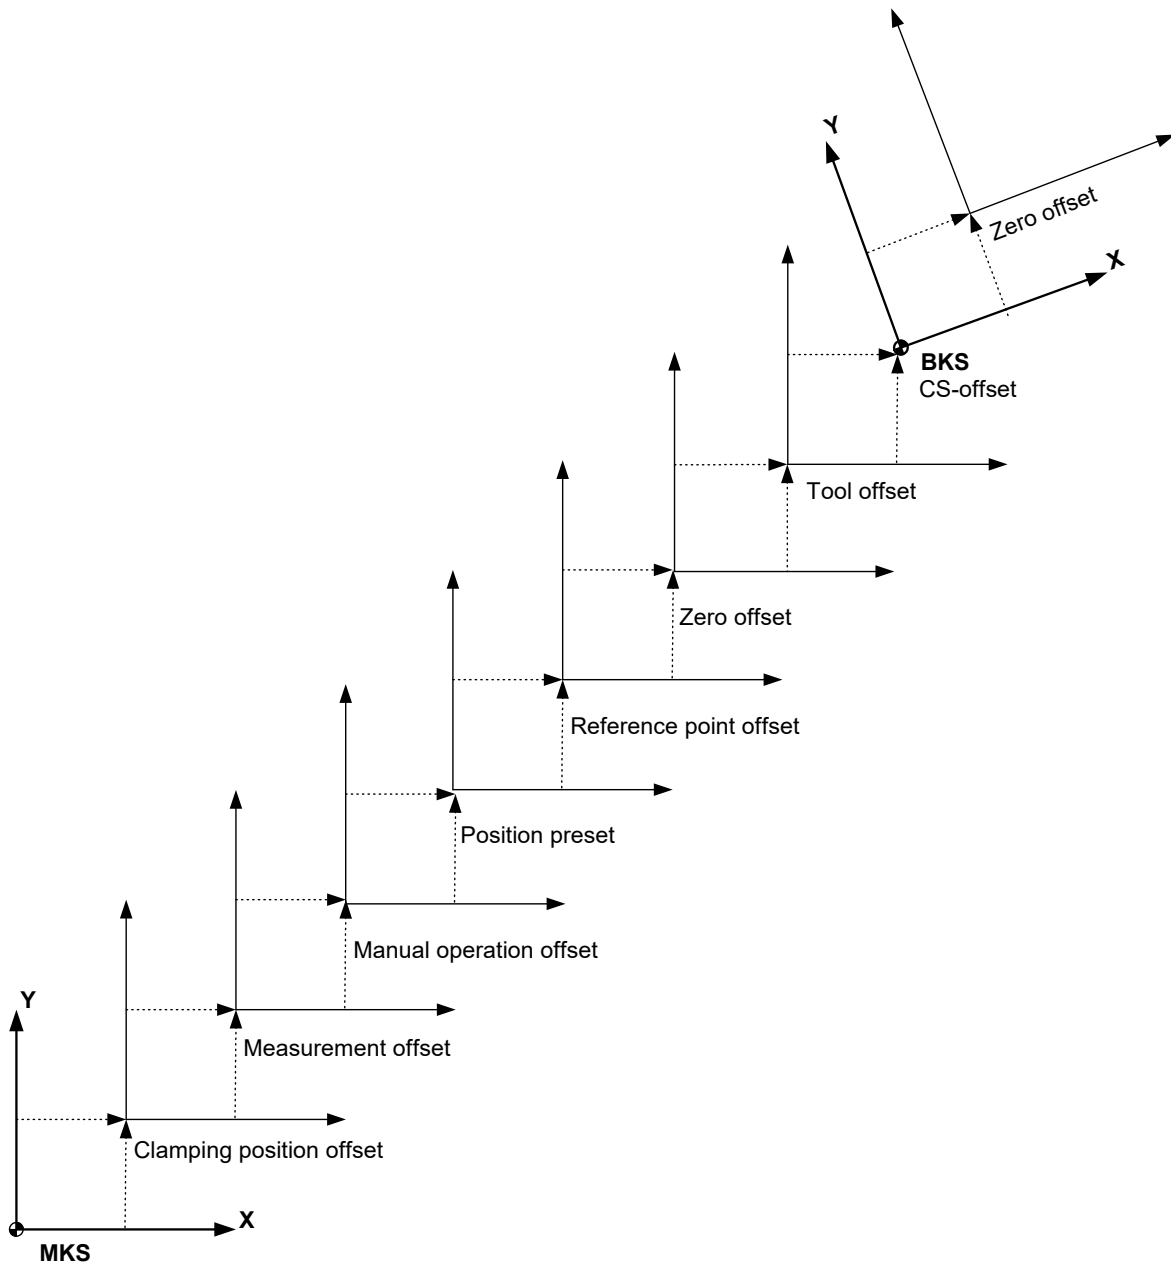 Y
Zero offset
X
BKS
CS-offset
Tool offset
Zero offset
Reference point offset
Position preset
Manual operation offset
Y
Measurement offset
Clamping position offset
X
MKS